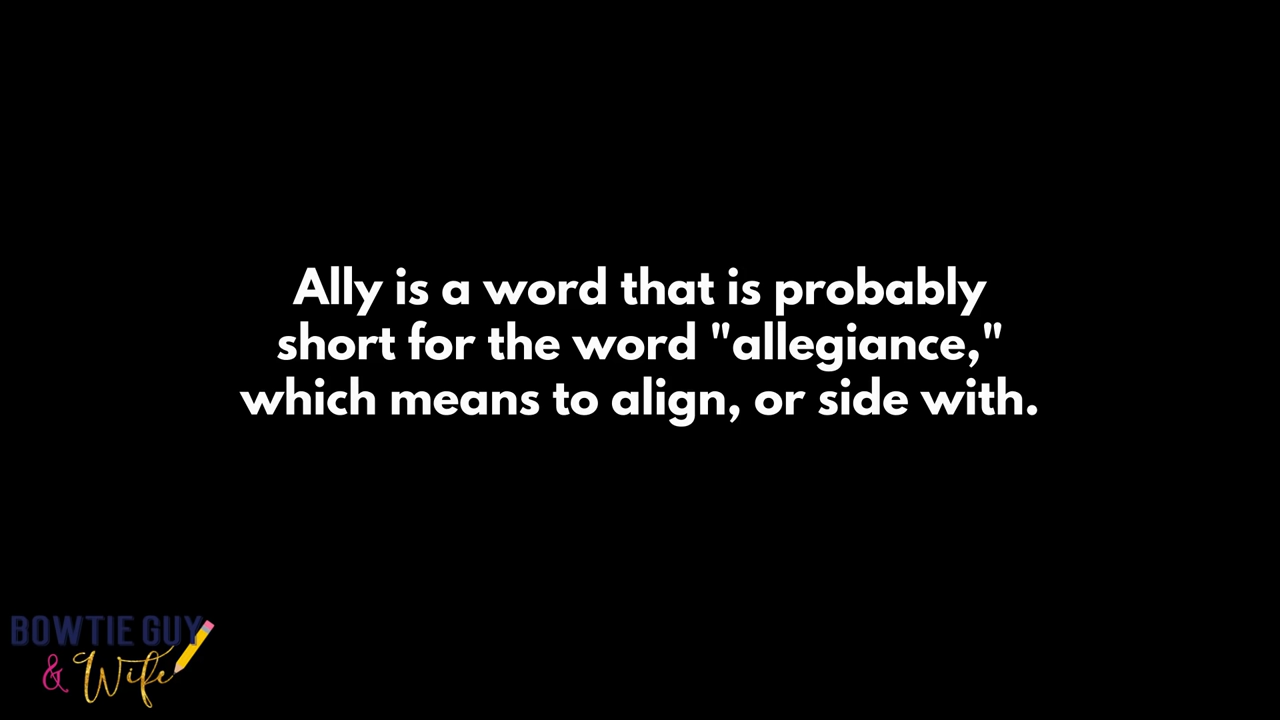 Ally is a word that is probably
short for the word "allegiance,"
which means to align, or side with.
BOWTIE GUY
& Wife